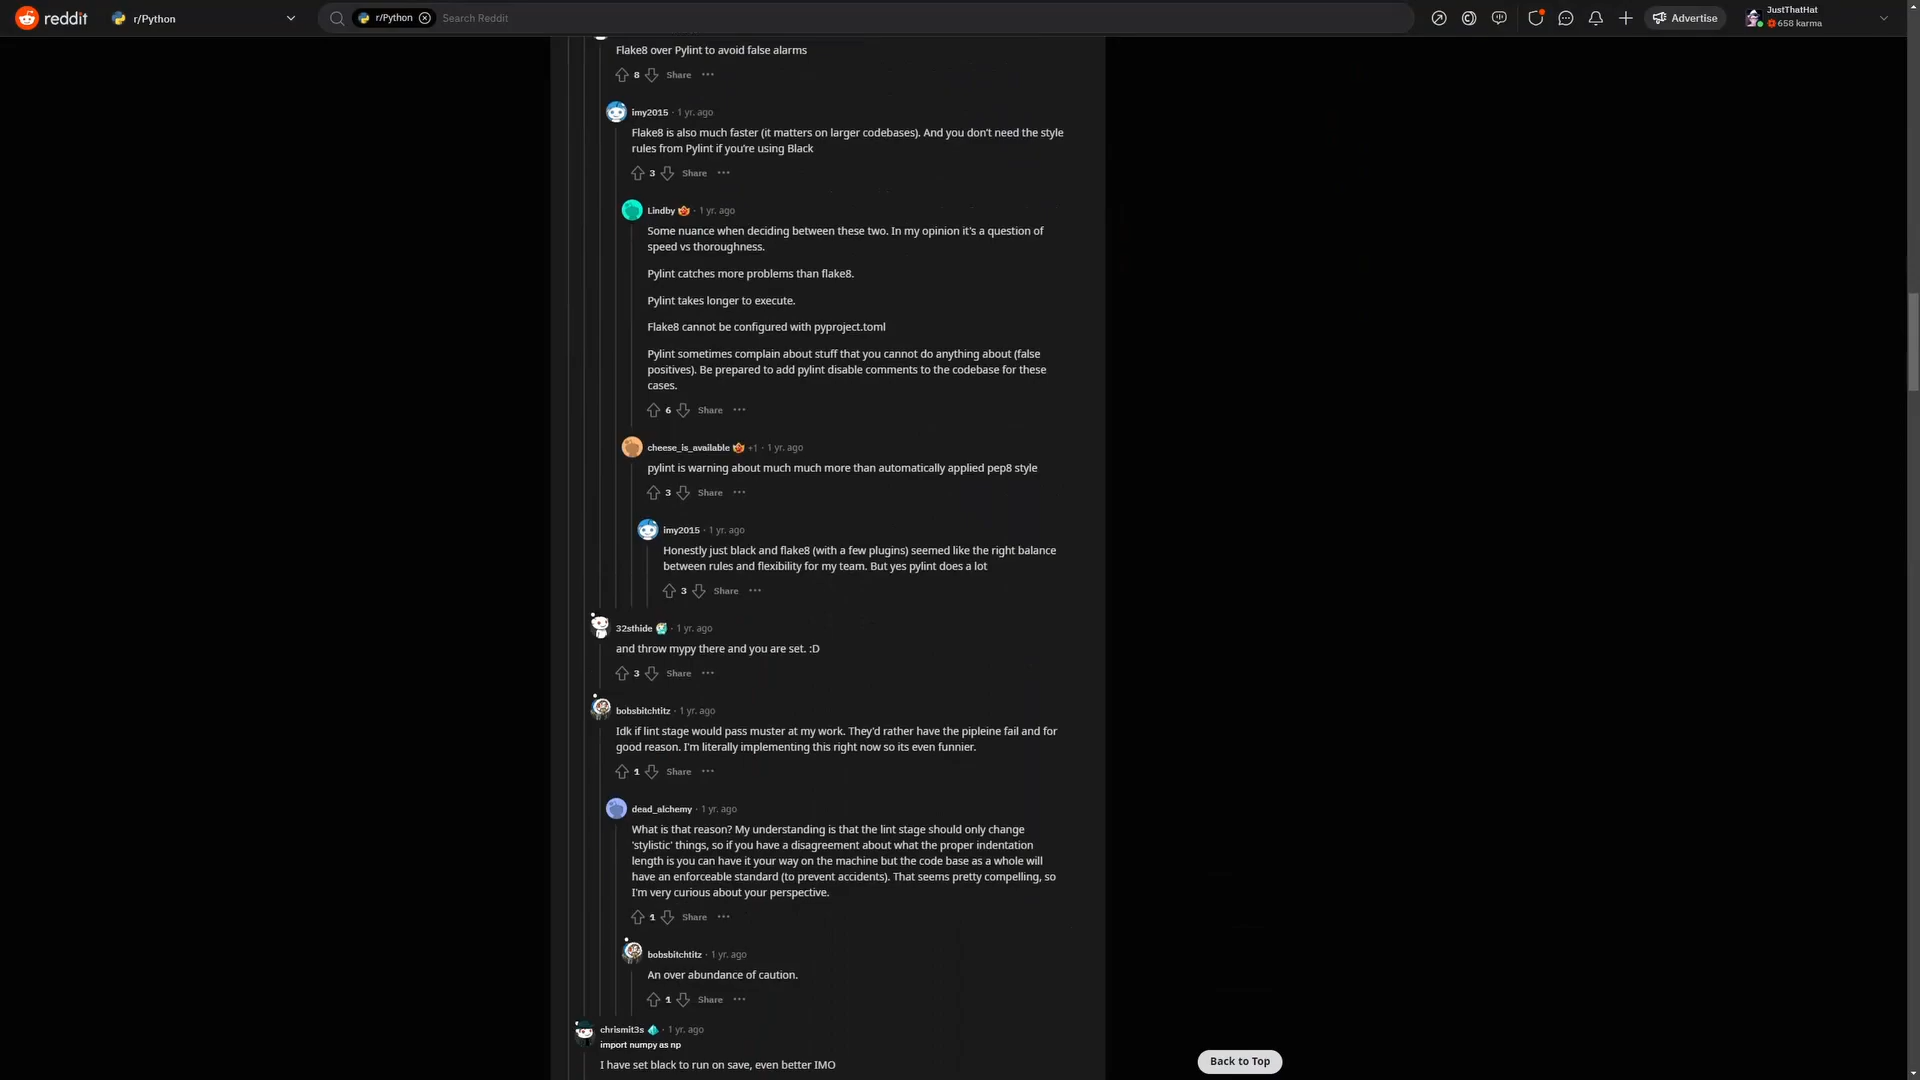 reddit r/Python r/Python Search Reddit Advertise JustThatHat
658 karma
Flake8 over Pylint to avoid false alarms
8 Share
imy2015 · 1 yr. ago
Flake8 is also much faster (it matters on larger codebases). And you don't need the style
rules from Pylint if you're using Black
3 Share
Lindby · 1 yr. ago
Some nuance when deciding between these two. In my opinion it's a question of
speed vs thoroughness.
Pylint catches more problems than flake8.
Pylint takes longer to execute.
Flake8 cannot be configured with pyproject.toml
Pylint sometimes complain about stuff that you cannot do anything about (false
positives). Be prepared to add pylint disable comments to the codebase for these
cases.
6 Share
cheese_is_available +1 · 1 yr. ago
pylint is warning about much much more than automatically applied pep8 style
3 Share
imy2015 · 1 yr. ago
Honestly just black and flake8 (with a few plugins) seemed like the right balance
between rules and flexibility for my team. But yes pylint does a lot
3 Share
32sthide · 1 yr. ago
and throw mypy there and you are set. :D
3 Share
bobsbitchtitz · 1 yr. ago
Idk if lint stage would pass muster at my work. They'd rather have the pipleine fail and for
good reason. I'm literally implementing this right now so its even funnier.
1 Share
dead_alchemy · 1 yr. ago
What is that reason? My understanding is that the lint stage should only change
'stylistic' things, so if you have a disagreement about what the proper indentation
length is you can have it your way on the machine but the code base as a whole will
have an enforceable standard (to prevent accidents). That seems pretty compelling, so
I'm very curious about your perspective.
1 Share
bobsbitchtitz · 1 yr. ago
An over abundance of caution.
1 Share
chrismit3s · 1 yr. ago
import numpy as np
I have set black to run on save, even better IMO
Back to Top